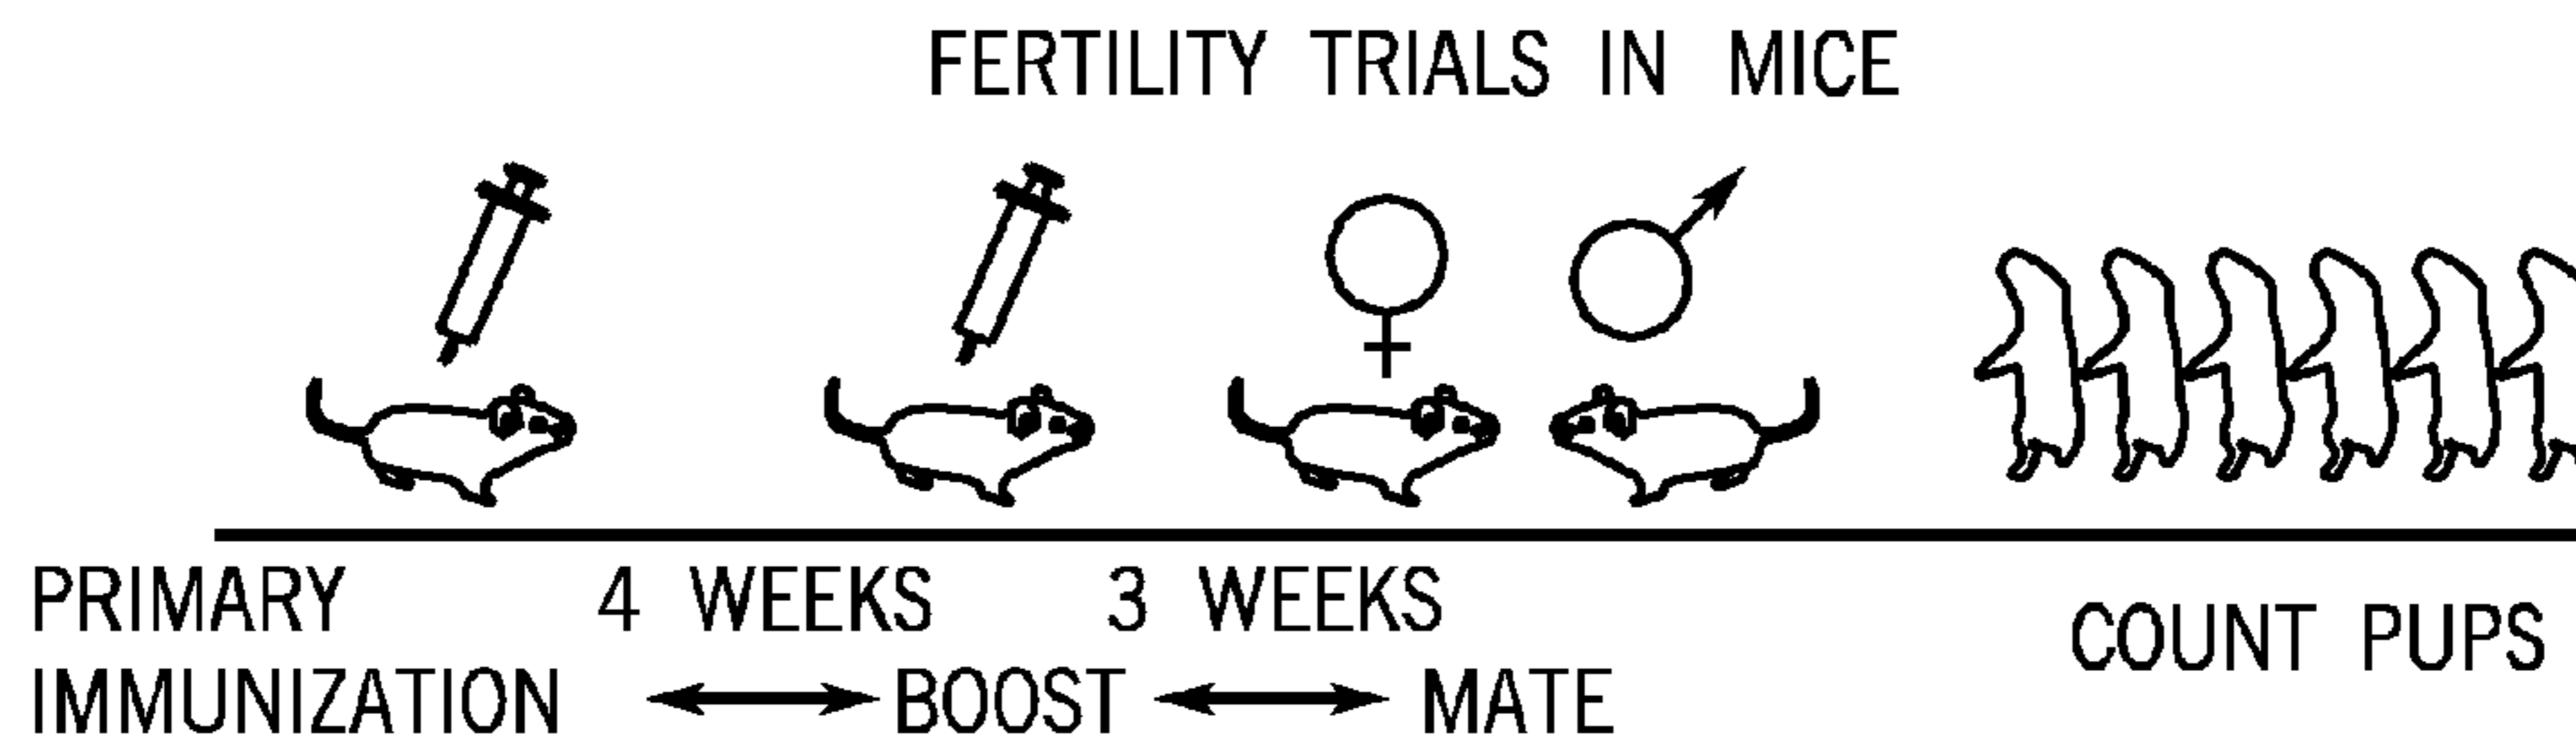 FERTILITY TRIALS IN MICE
PRIMARY 4 WEEKS 3 WEEKS
IMMUNIZATION BOOST MATE
COUNT PUPS